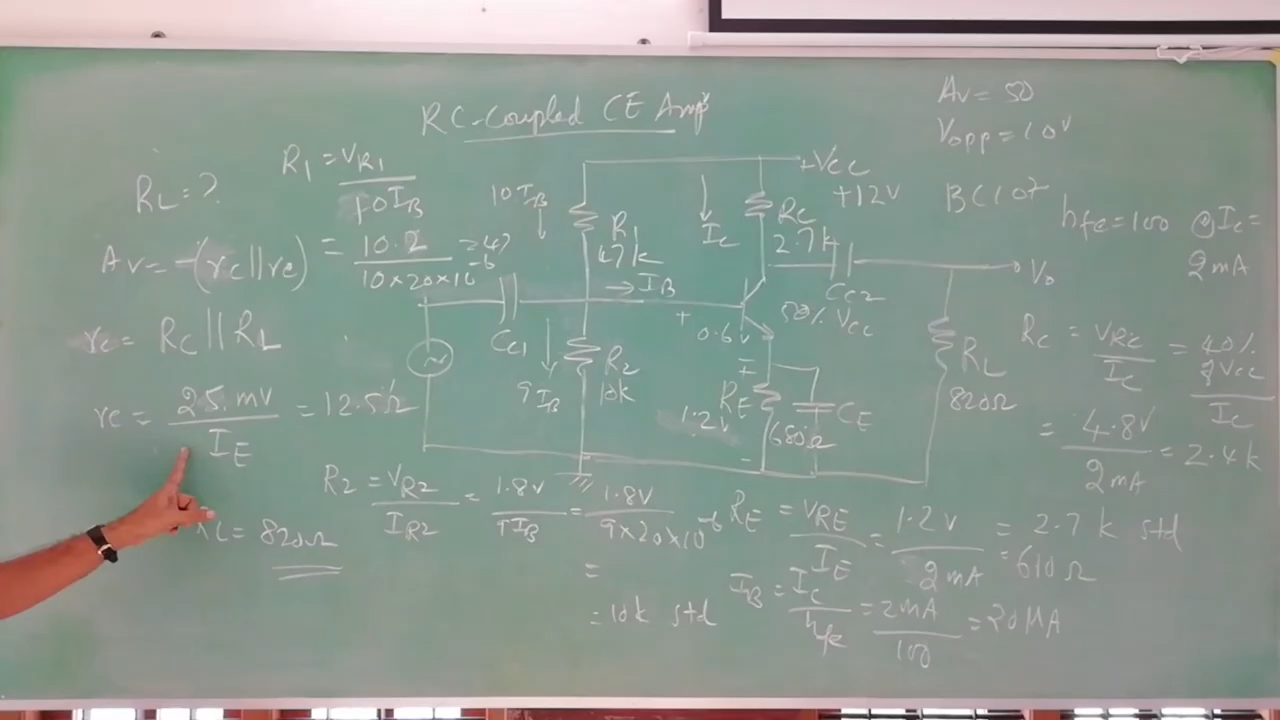 RC-Coupled CE Amp
Av = 50
Vopp = 10V
BC107
hfe = 100 @ Ic =
2mA
RL = ?
R1 = VR1
10IB
= 10.2 = 47
10×20×10-6
Av = -(rc||re)
rc = RC || RL
re = 25mV = 12.5Ω
IE
RL = 820Ω
10IB
R1
47k
IB
IC
+VCC
+12V
RC
2.7k
CC1
CC2
Vo
50% VCC
+
0.6V
9IB
R2
10k
RE
1.2V
680Ω
CE
-
RL
820Ω
RC = VRC = 40%
IC of VCC
IC
= 4.8V = 2.4k
2mA
= 2.7k std
R2 = VR2 = 1.8V = 1.8V
IR2 9IB 9×20×10-6
=
= 10k std
RE = VRE = 1.2V
IE 2mA
= 610Ω
IB = IC = 2mA = 20μA
hfe 100